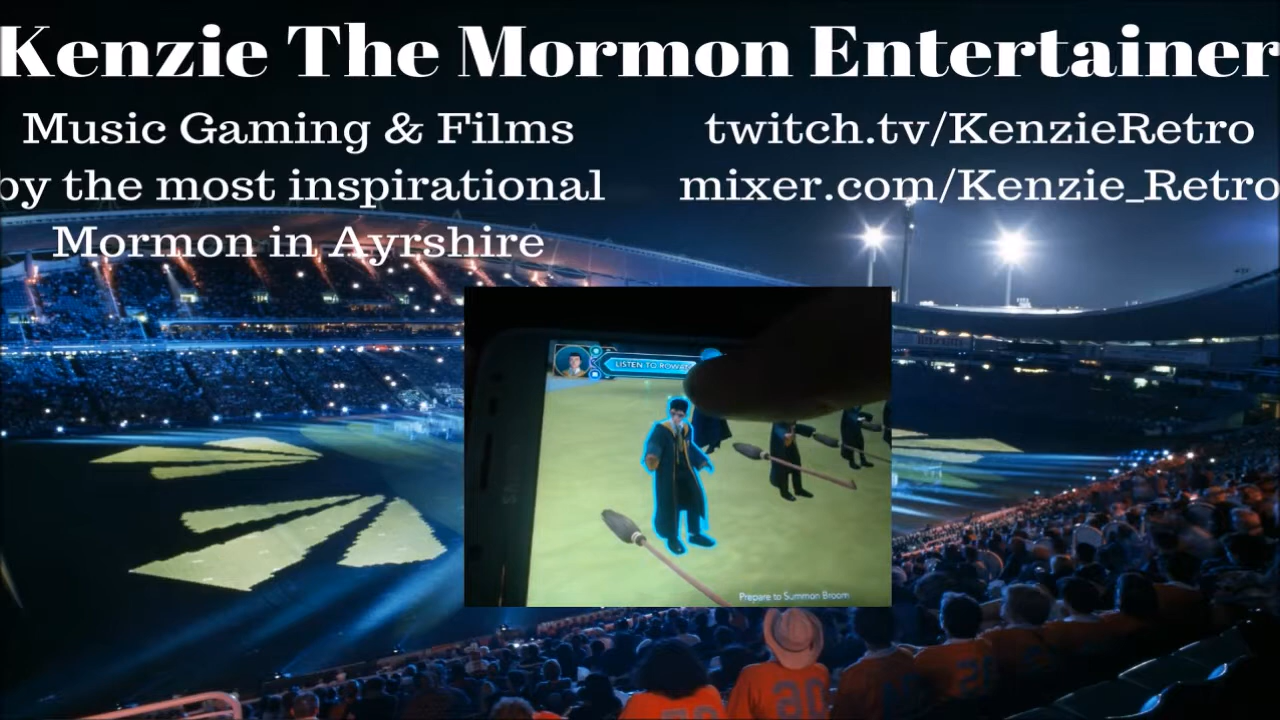 Kenzie The Mormon Entertainer
Music Gaming & Films
by the most inspirational
Mormon in Ayrshire
twitch.tv/KenzieRetro
mixer.com/Kenzie_Retro
LISTEN TO ROWAN
Prepare to Summon Broom